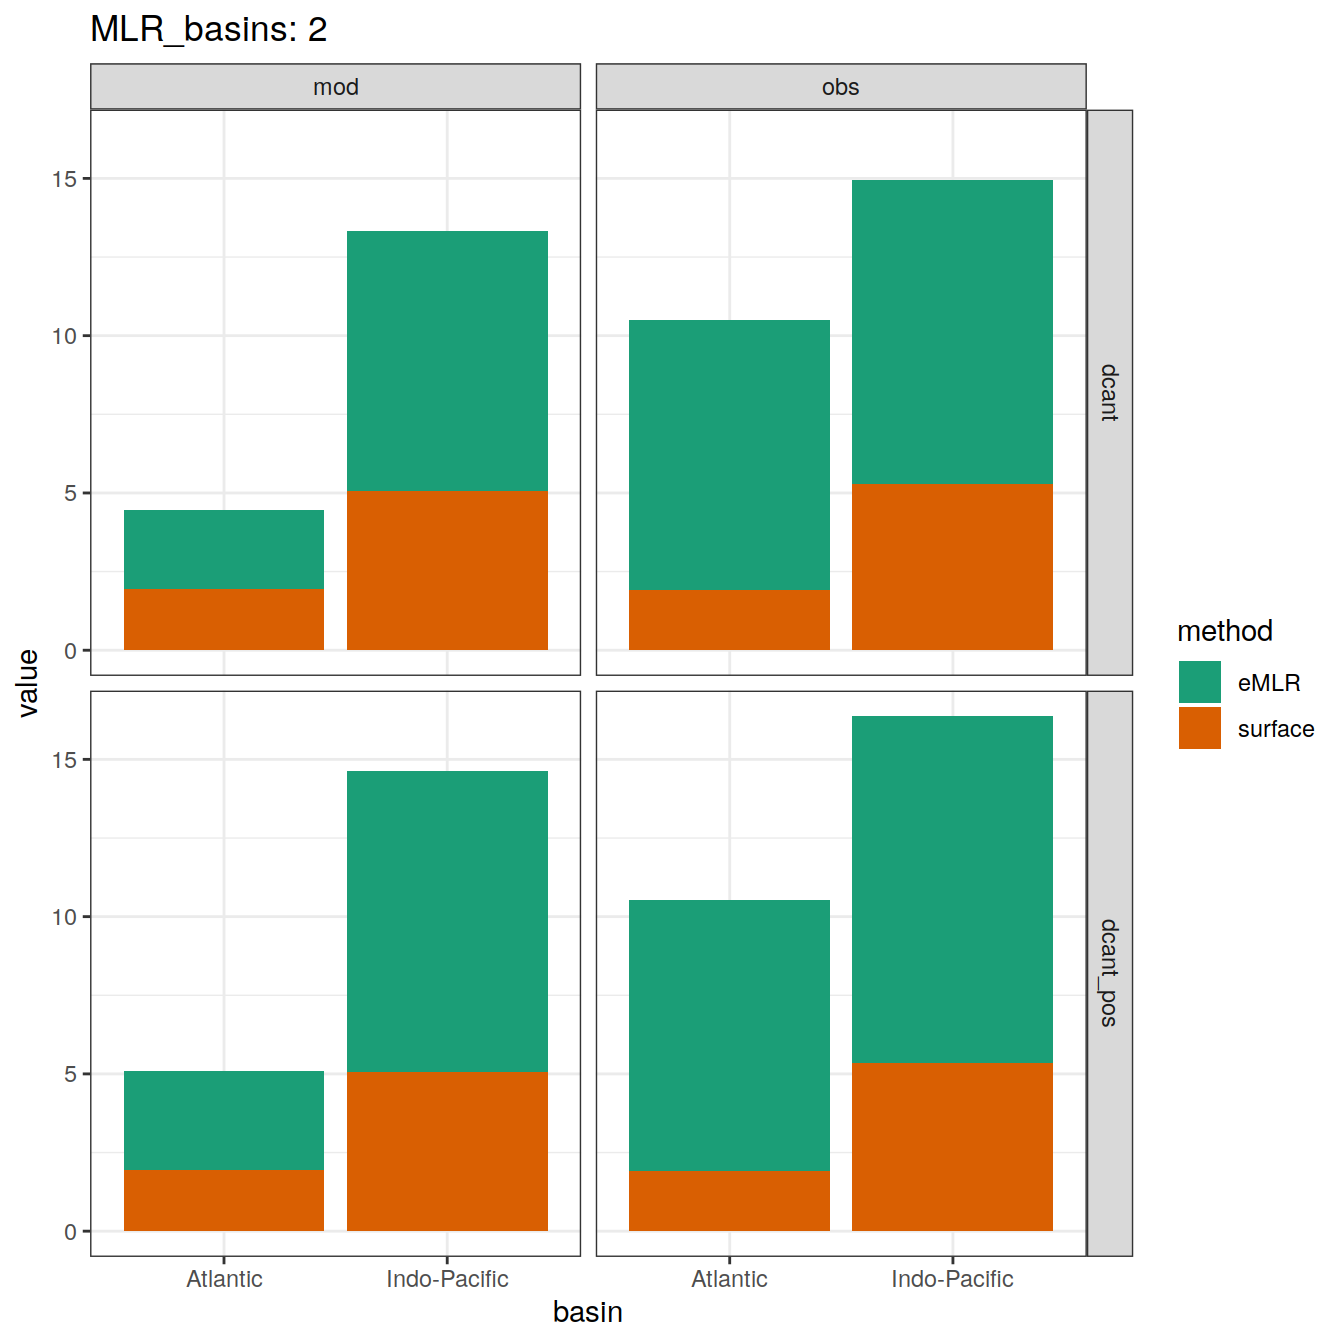 MLR_basins: 2
mod
obs
15
10
5
0
dcant
value
15
10
5
0
dcant_pos
Atlantic
Indo-Pacific
Atlantic
Indo-Pacific
basin
method
eMLR
surface